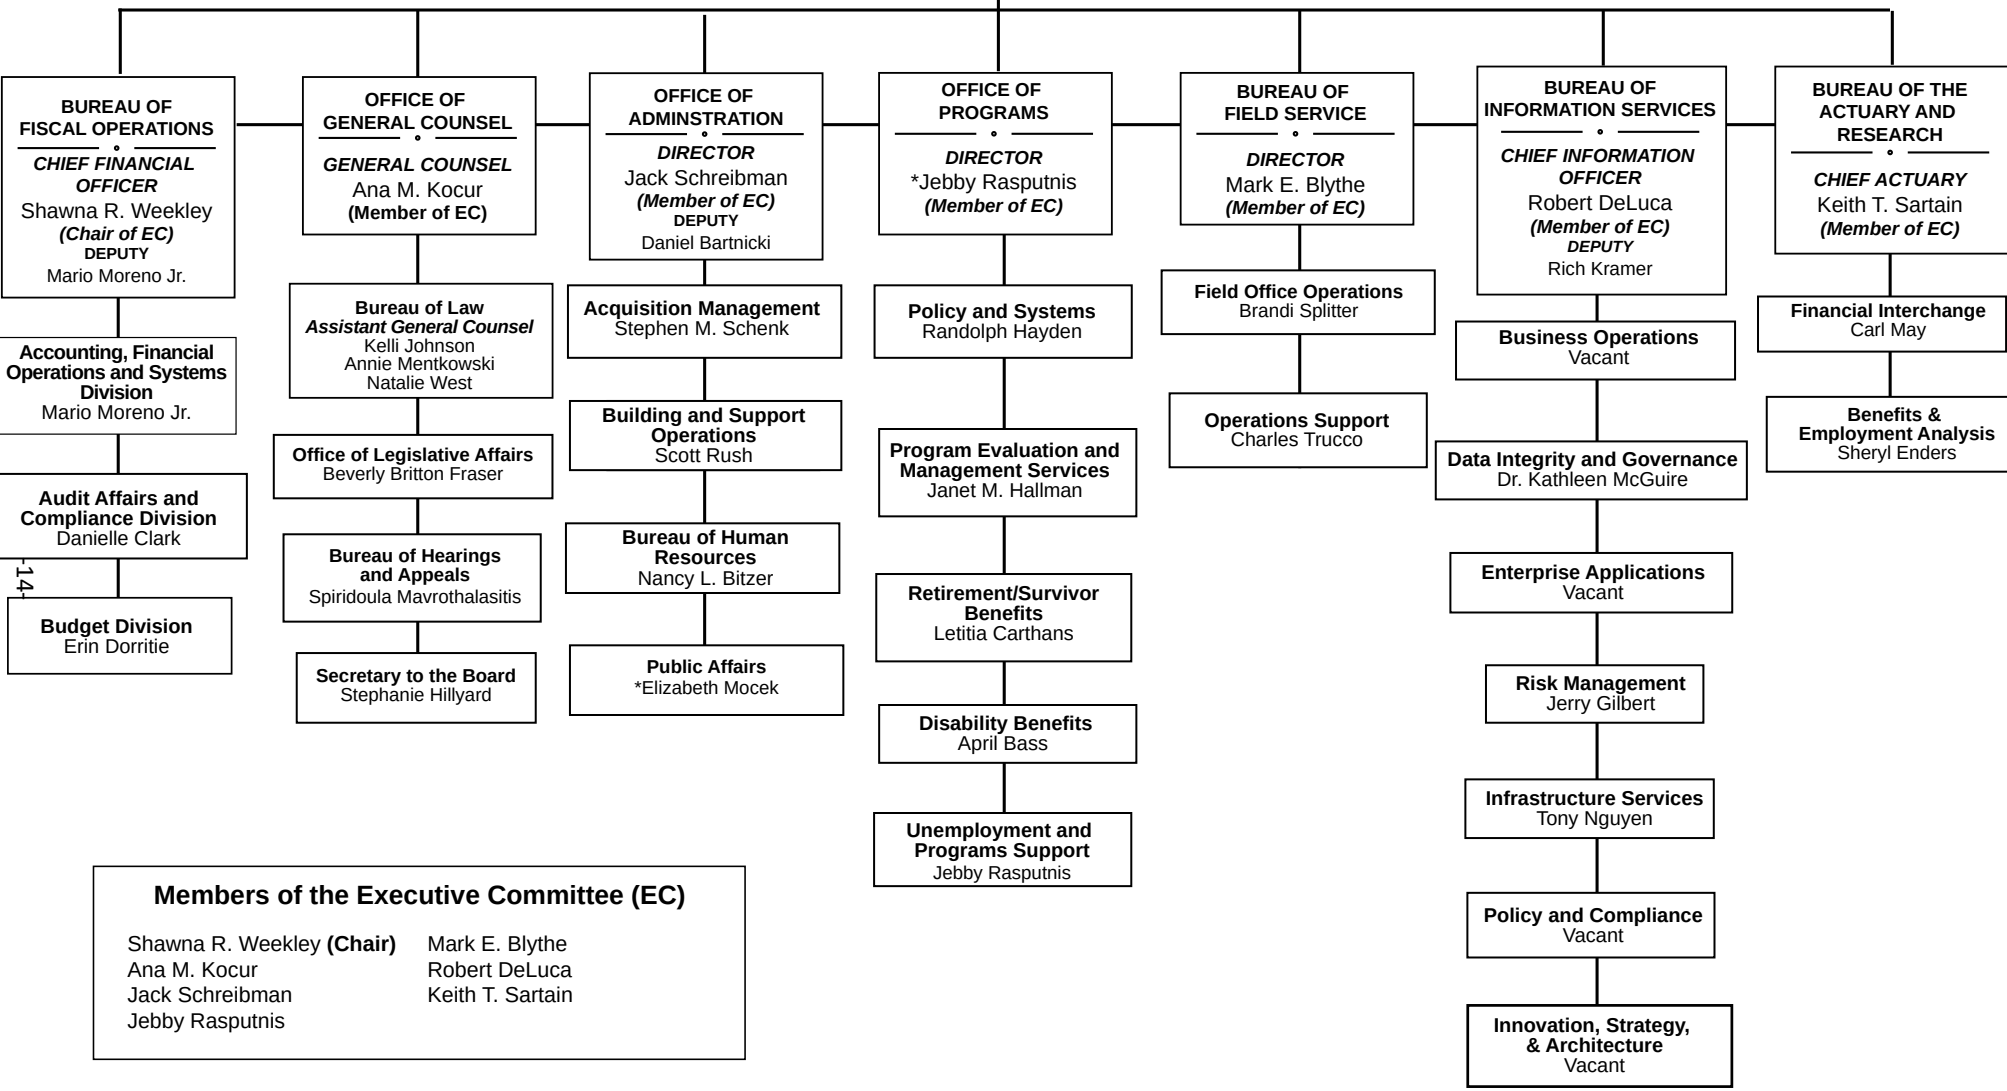 BUREAU OF
FISCAL OPERATIONS
CHIEF FINANCIAL
OFFICER
Shawna R. Weekley
(Chair of EC)
DEPUTY
Mario Moreno Jr.
Accounting, Financial
Operations and Systems
Division
Mario Moreno Jr.
Audit Affairs and
Compliance Division
Danielle Clark
-14-
Budget Division
Erin Dorritie
OFFICE OF
GENERAL COUNSEL
GENERAL COUNSEL
Ana M. Kocur
(Member of EC)
Bureau of Law
Assistant General Counsel
Kelli Johnson
Annie Mentkowski
Natalie West
Office of Legislative Affairs
Beverly Britton Fraser
Bureau of Hearings
and Appeals
Spiridoula Mavrothalasitis
Secretary to the Board
Stephanie Hillyard
OFFICE OF
ADMINSTRATION
DIRECTOR
Jack Schreibman
(Member of EC)
DEPUTY
Daniel Bartnicki
Acquisition Management
Stephen M. Schenk
Building and Support
Operations
Scott Rush
Bureau of Human
Resources
Nancy L. Bitzer
Public Affairs
*Elizabeth Mocek
OFFICE OF
PROGRAMS
DIRECTOR
*Jebby Rasputnis
(Member of EC)
Policy and Systems
Randolph Hayden
Program Evaluation and
Management Services
Janet M. Hallman
Retirement/Survivor
Benefits
Letitia Carthans
Disability Benefits
April Bass
Unemployment and
Programs Support
Jebby Rasputnis
BUREAU OF
FIELD SERVICE
DIRECTOR
Mark E. Blythe
(Member of EC)
Field Office Operations
Brandi Splitter
Operations Support
Charles Trucco
BUREAU OF
INFORMATION SERVICES
CHIEF INFORMATION
OFFICER
Robert DeLuca
(Member of EC)
DEPUTY
Rich Kramer
Business Operations
Vacant
Data Integrity and Governance
Dr. Kathleen McGuire
Enterprise Applications
Vacant
Risk Management
Jerry Gilbert
Infrastructure Services
Tony Nguyen
Policy and Compliance
Vacant
Innovation, Strategy,
& Architecture
Vacant
BUREAU OF THE
ACTUARY AND
RESEARCH
CHIEF ACTUARY
Keith T. Sartain
(Member of EC)
Financial Interchange
Carl May
Benefits &
Employment Analysis
Sheryl Enders
Members of the Executive Committee (EC)
Shawna R. Weekley (Chair)
Ana M. Kocur
Jack Schreibman
Jebby Rasputnis
Mark E. Blythe
Robert DeLuca
Keith T. Sartain